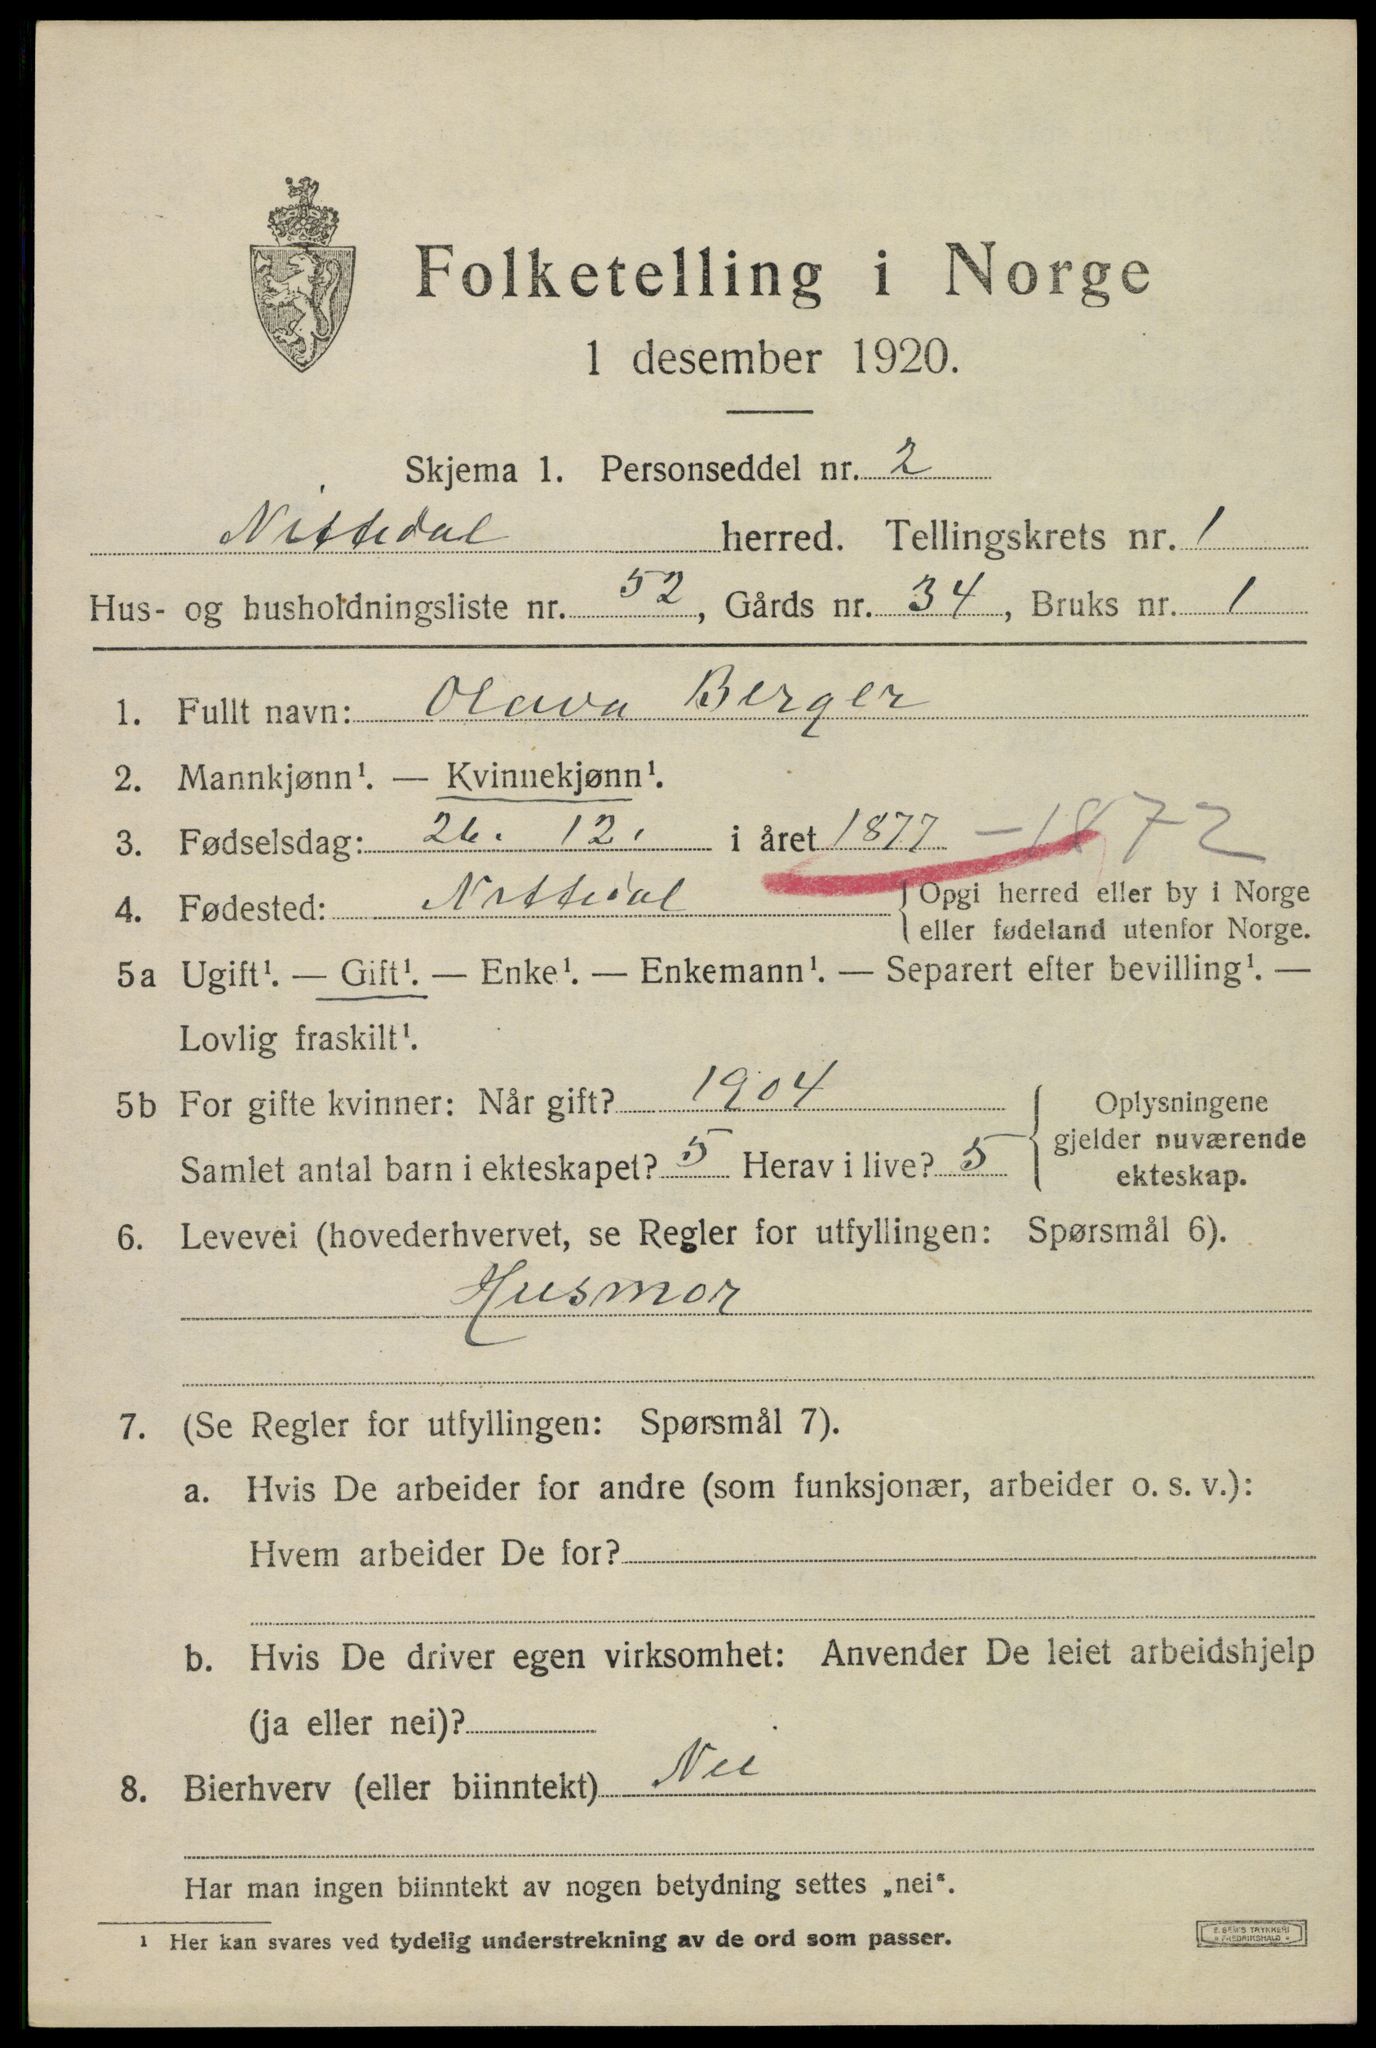 Folketelling i Norge
1 desember 1920.
Skjema 1. Personseddel nr. 2
Nittedal herred. Tellingskrets nr. 1
Hus- og husholdningsliste nr. 52, Gårds nr. 34, Bruks nr. 1
1. Fullt navn: Olava Berger
2. Mannkjønn¹. — Kvinnekjønn¹.
3. Fødselsdag: 26. 12. i året 1877 – 1872
4. Fødested: Nittedal { Opgi herred eller by i Norge
eller fødeland utenfor Norge.
5a Ugift¹. — Gift¹. — Enke¹. — Enkemann¹. — Separert efter bevilling¹. —
Lovlig fraskilt¹.
5b For gifte kvinner: Når gift? 1904
Samlet antal barn i ekteskapet? 5 Herav i live? 5
{ Oplysningene
gjelder nuværende
ekteskap.
6. Levevei (hovederhvervet, se Regler for utfyllingen: Spørsmål 6).
Husmor
7. (Se Regler for utfyllingen: Spørsmål 7).
a. Hvis De arbeider for andre (som funksjonær, arbeider o. s. v.):
Hvem arbeider De for?
b. Hvis De driver egen virksomhet: Anvender De leiet arbeidshjelp
(ja eller nei)?
8. Bierhverv (eller biinntekt) Nei
Har man ingen biinntekt av nogen betydning settes „nei".
¹ Her kan svares ved tydelig understrekning av de ord som passer.
E. SEM'S TRYKKERI
FREDRIKSHALD